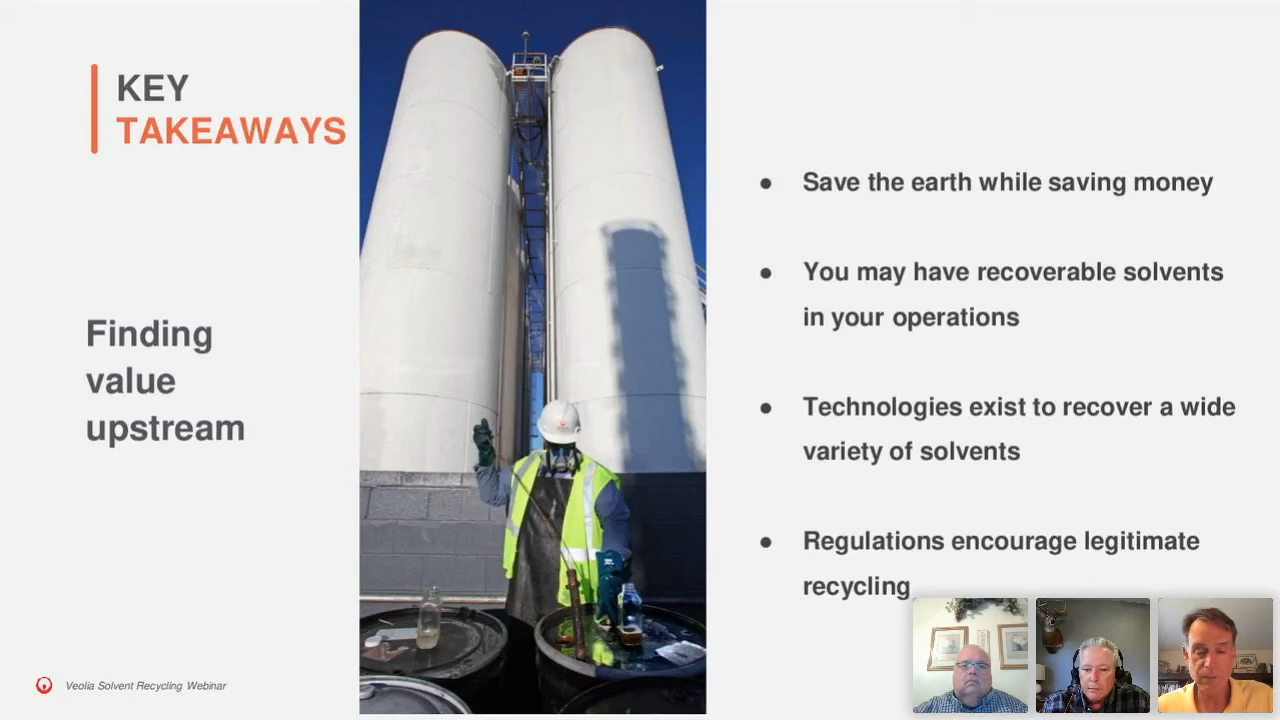 KEY
TAKEAWAYS
Finding
value
upstream
● Save the earth while saving money
● You may have recoverable solvents
in your operations
● Technologies exist to recover a wide
variety of solvents
● Regulations encourage legitimate
recycling
Veolia Solvent Recycling Webinar